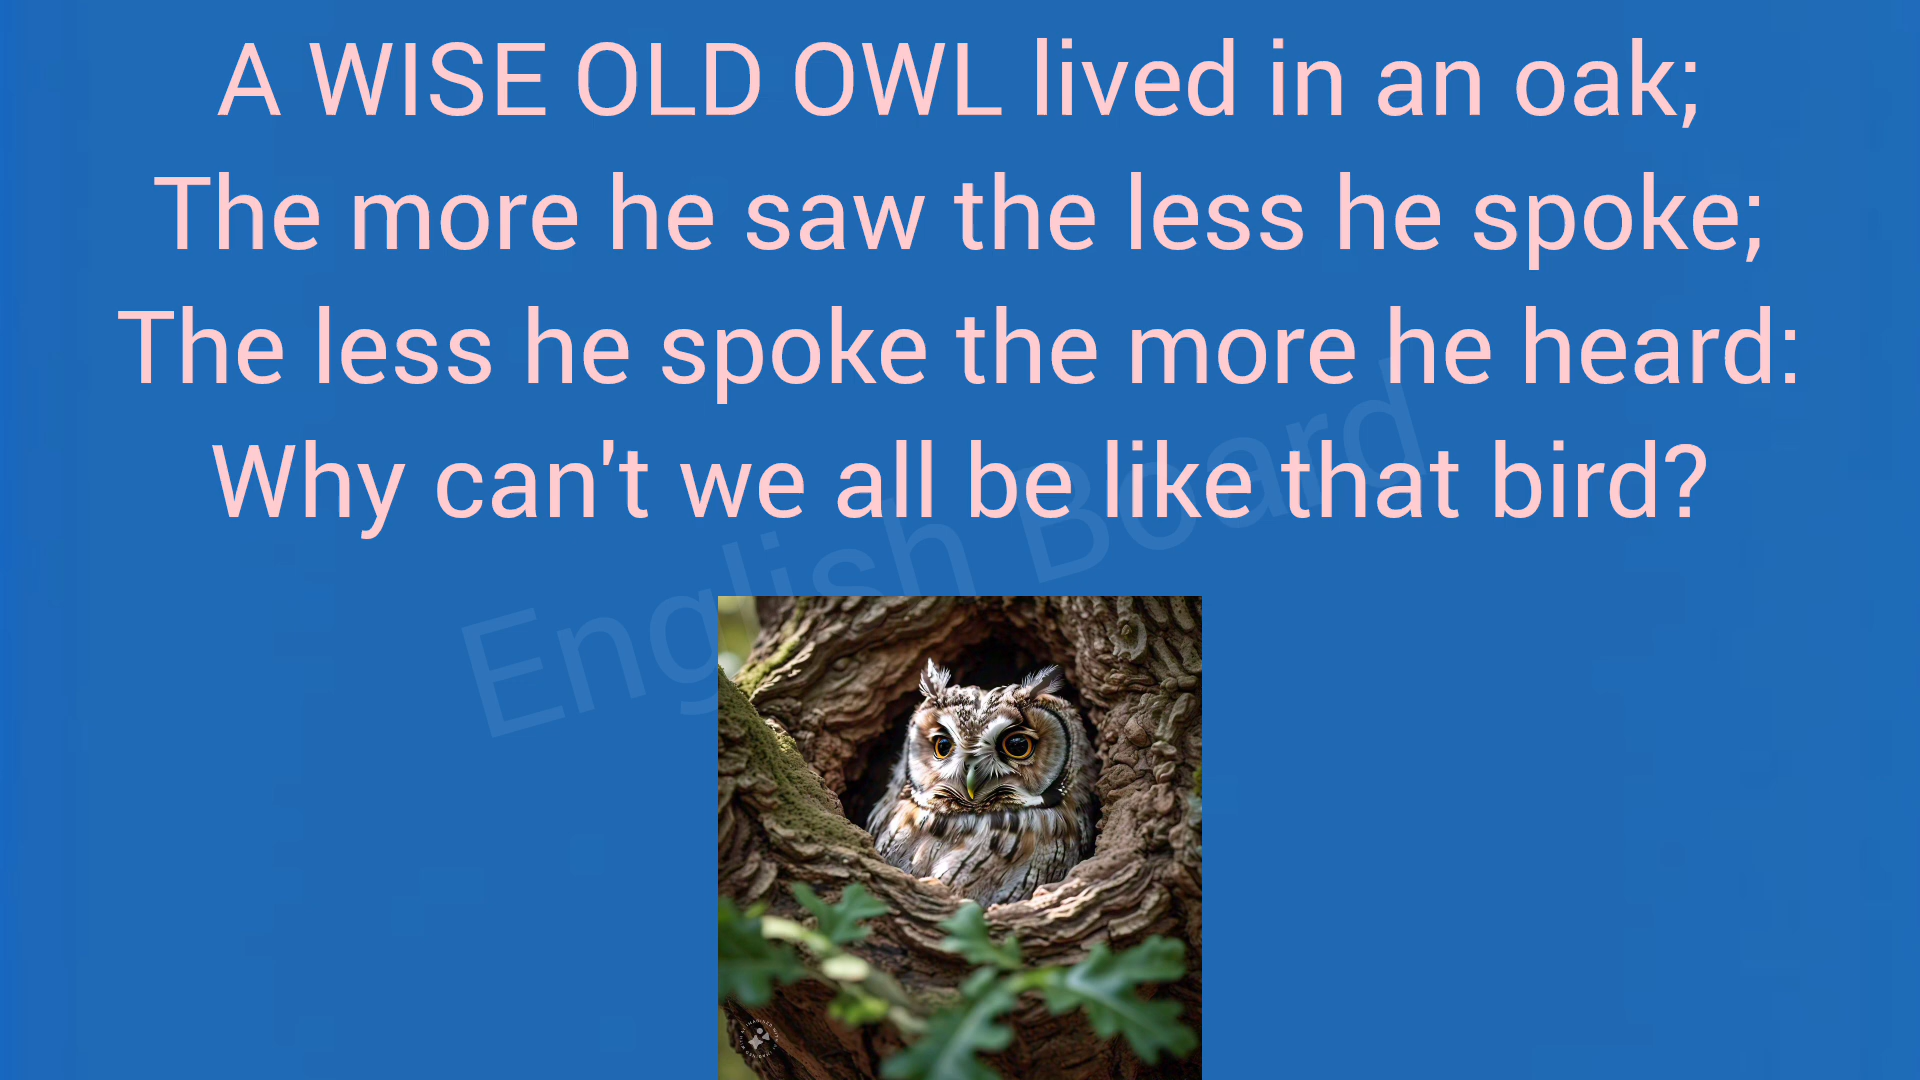 A WISE OLD OWL lived in an oak;
The more he saw the less he spoke;
The less he spoke the more he heard:
Why can't we all be like that bird?
English Board